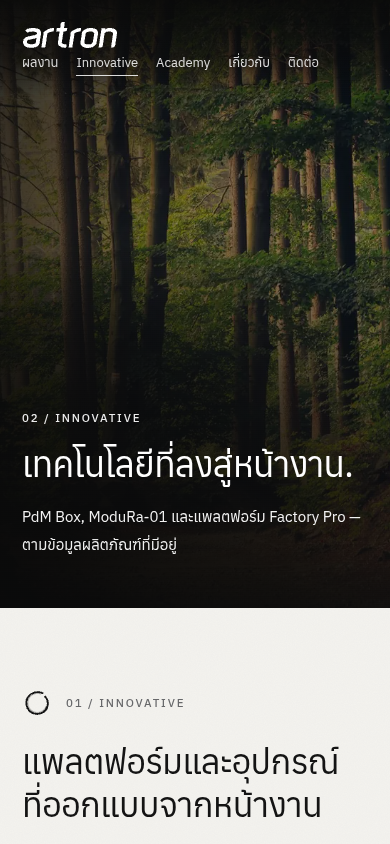 artron
ผลงาน Innovative Academy เกี่ยวกับ ติดต่อ
02 / INNOVATIVE
เทคโนโลยีที่ลงสู่หน้างาน.
PdM Box, ModuRa-01 และแพลตฟอร์ม Factory Pro —
ตามข้อมูลผลิตภัณฑ์ที่มีอยู่
01 / INNOVATIVE
แพลตฟอร์มและอุปกรณ์
ที่ออกแบบจากหน้างาน